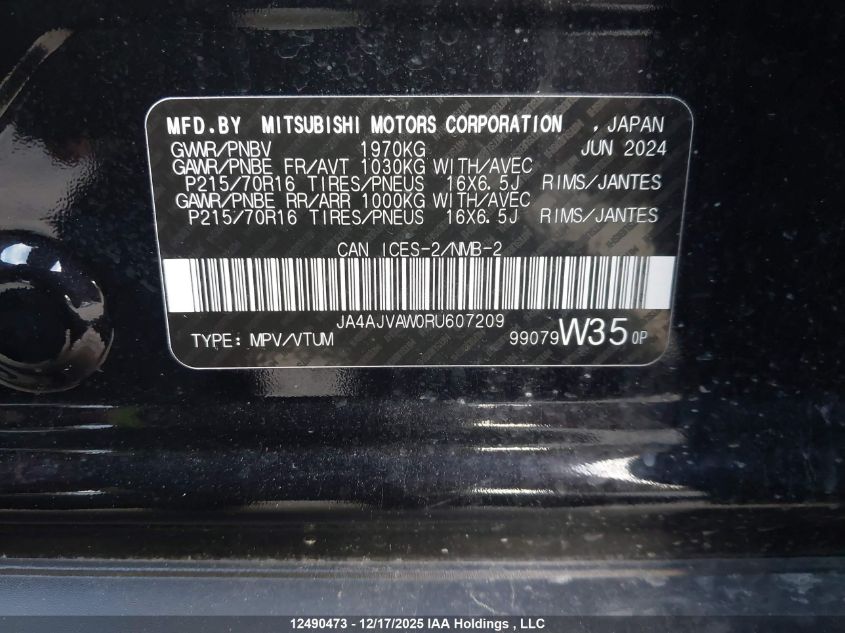 MFD.BY MITSUBISHI MOTORS CORPORATION , JAPAN
GVWR/PNBV 1970KG JUN 2024
GAWR/PNBE FR/AVT 1030KG WITH/AVEC
P215/70R16 TIRES/PNEUS 16X6.5J RIMS/JANTES
GAWR/PNBE RR/ARR 1000KG WITH/AVEC
P215/70R16 TIRES/PNEUS 16X6.5J RIMS/JANTES
CAN ICES-2/NMB-2
JA4AJVAW0RU607209
TYPE: MPV/VTUM 99079 W35 0P
12490473 - 12/17/2025 IAA Holdings , LLC